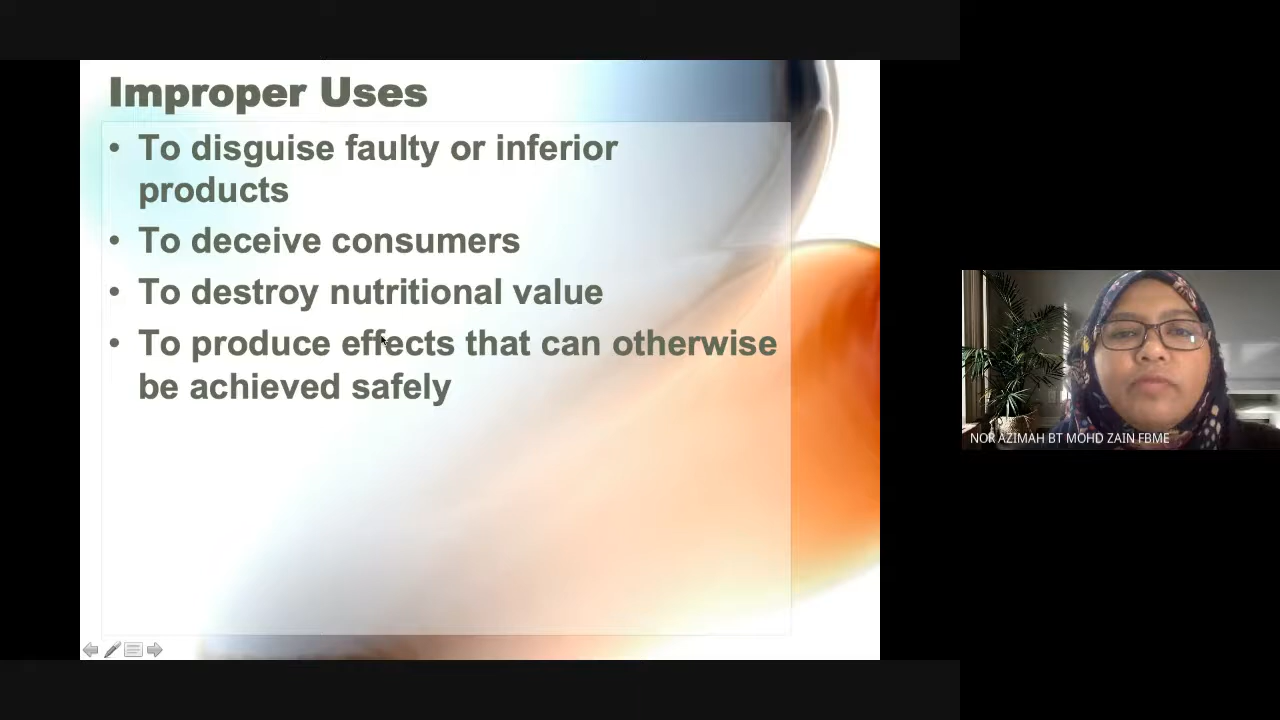 Improper Uses
• To disguise faulty or inferior
products
• To deceive consumers
• To destroy nutritional value
• To produce effects that can otherwise
be achieved safely
NOR AZIMAH BT MOHD ZAIN FBME